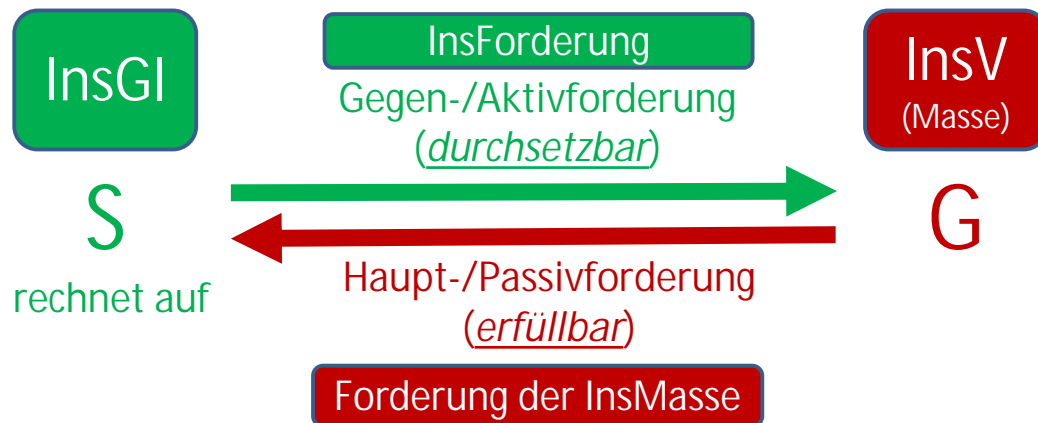 InsGl
InsForderung
InsV
(Masse)
Gegen-/Aktivforderung
(durchsetzbar)
S
G
rechnet auf
Haupt-/Passivforderung
(erfüllbar)
Forderung der InsMasse